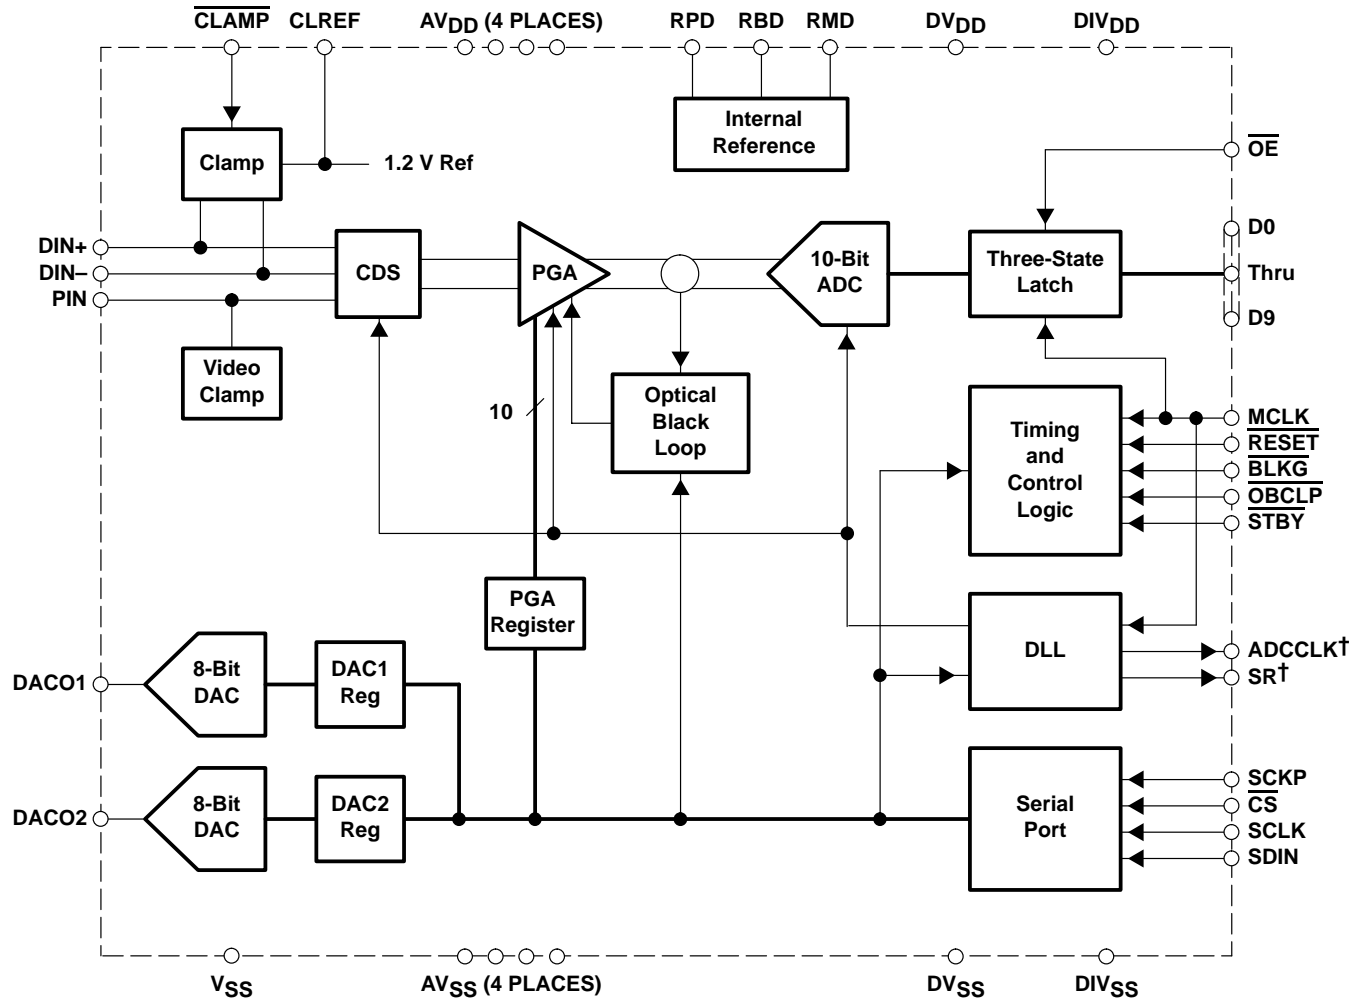 CLAMP CLREF AVDD (4 PLACES) RPD RBD RMD DVDD DIVDD
Internal
Reference
Clamp
1.2 V Ref
OE
DIN+
DIN–
PIN
CDS
PGA
10-Bit
ADC
Three-State
Latch
D0
Thru
D9
Video
Clamp
10
Optical
Black
Loop
Timing
and
Control
Logic
MCLK
RESET
BLKG
OBCLP
STBY
PGA
Register
DLL
ADCCLK†
SR†
DACO1
8-Bit
DAC
DAC1
Reg
DACO2
8-Bit
DAC
DAC2
Reg
Serial
Port
SCKP
CS
SCLK
SDIN
VSS AVSS (4 PLACES) DVSS DIVSS